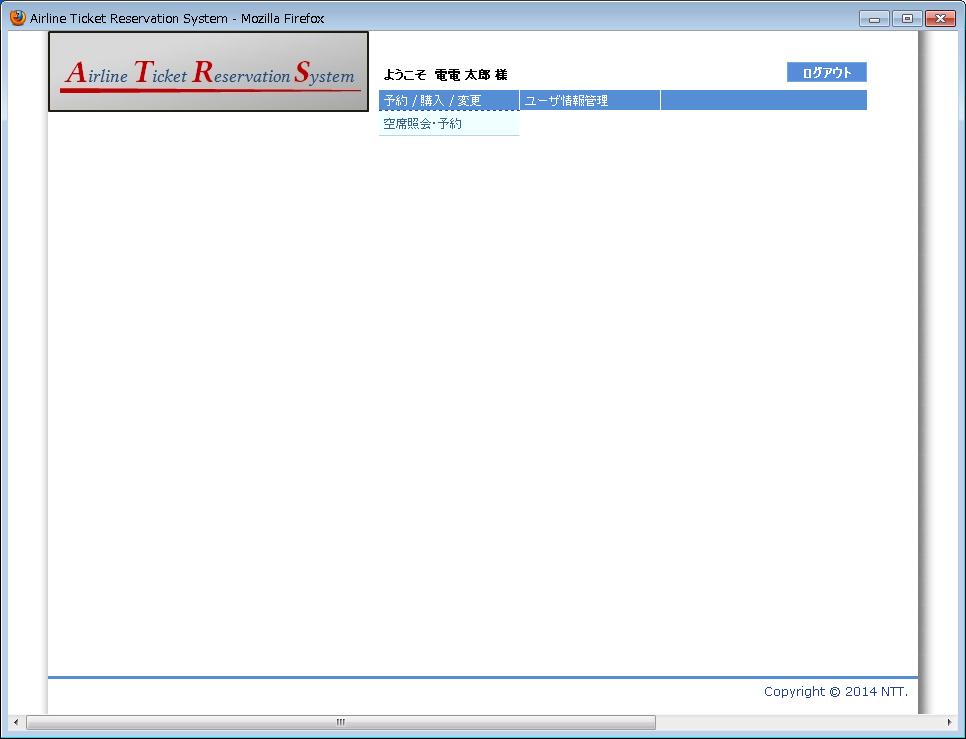 Airline Ticket Reservation System - Mozilla Firefox
Airline Ticket Reservation System
ようこそ 電電 太郎 様
ログアウト
予約 / 購入 / 変更
ユーザ情報管理
空席照会・予約
Copyright © 2014 NTT.